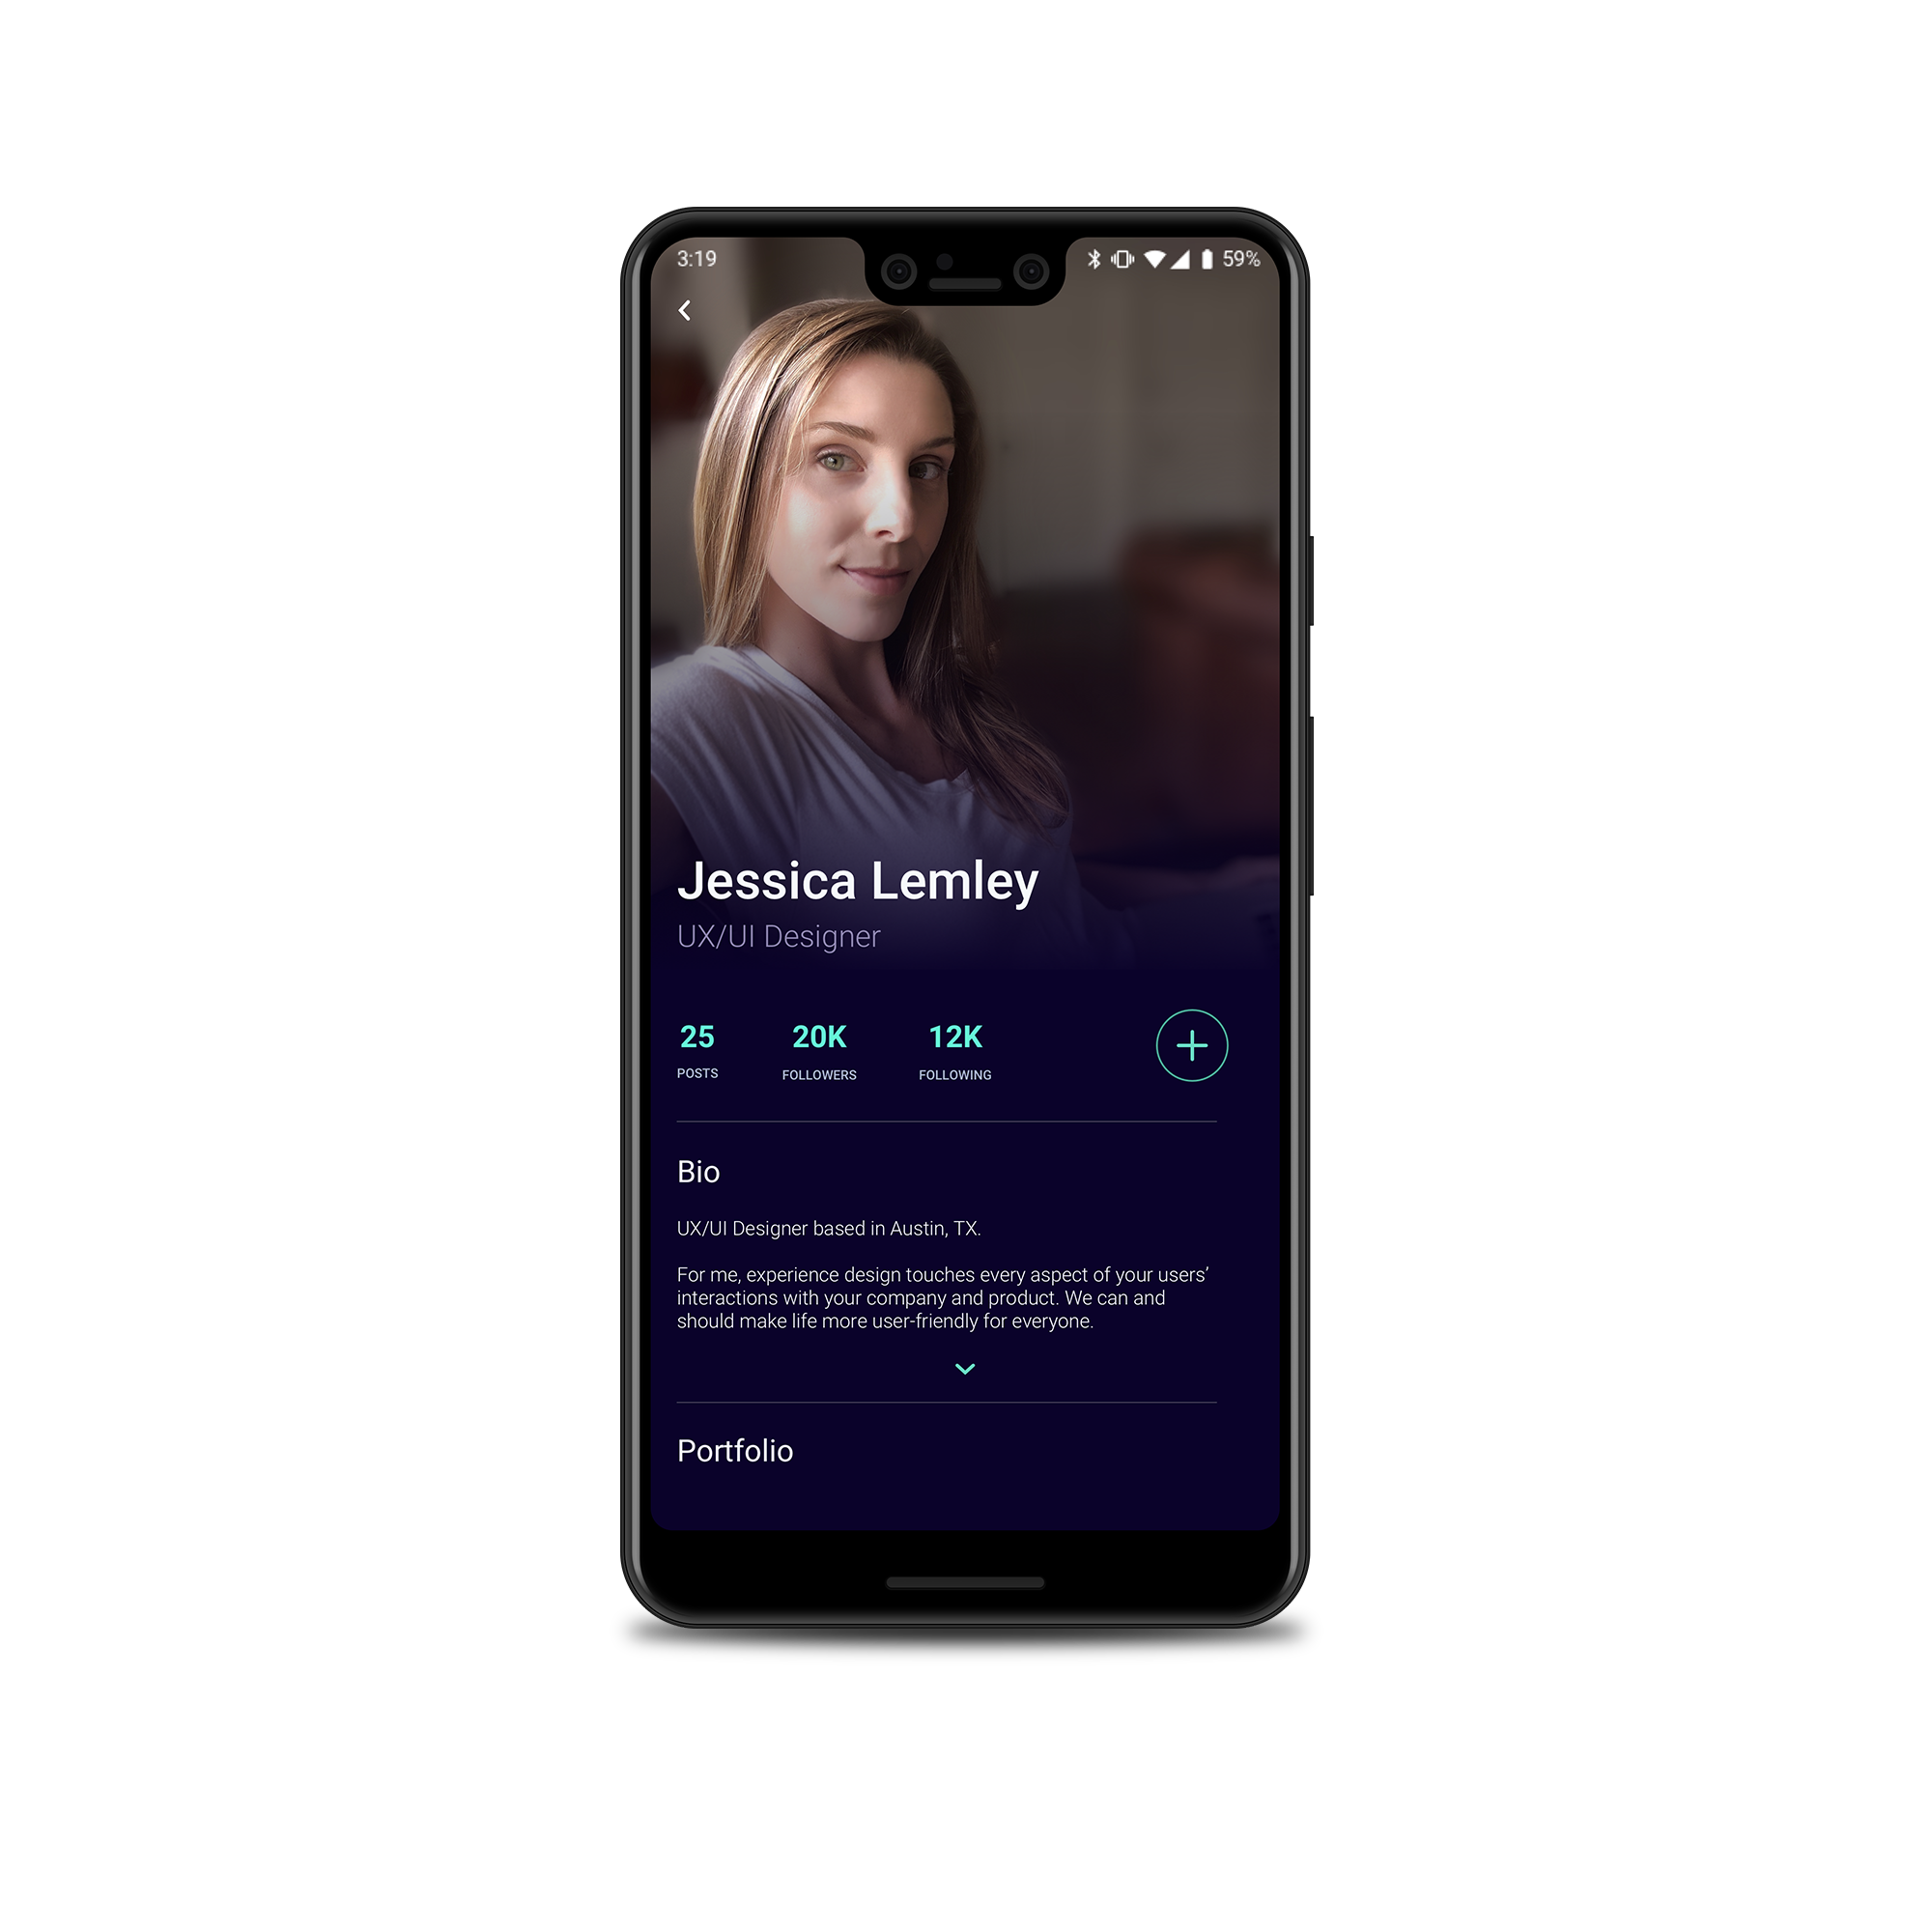 3:19
59%
Jessica Lemley
UX/UI Designer
25
20K
12K
POSTS
FOLLOWERS
FOLLOWING
Bio
UX/UI Designer based in Austin, TX.
For me, experience design touches every aspect of your users’
interactions with your company and product. We can and
should make life more user-friendly for everyone.
Portfolio